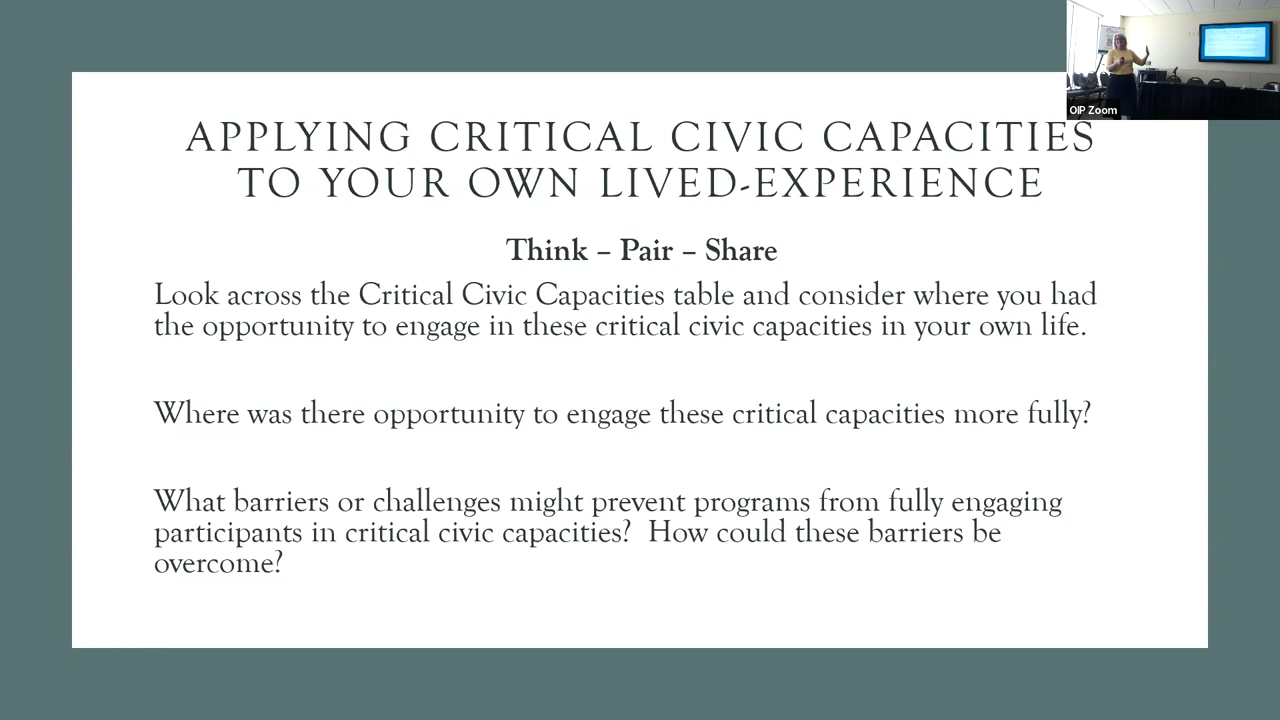 APPLYING CRITICAL CIVIC CAPACITIES
TO YOUR OWN LIVED-EXPERIENCE
Think – Pair – Share
Look across the Critical Civic Capacities table and consider where you had
the opportunity to engage in these critical civic capacities in your own life.
Where was there opportunity to engage these critical capacities more fully?
What barriers or challenges might prevent programs from fully engaging
participants in critical civic capacities?  How could these barriers be
overcome?
OIP Zoom